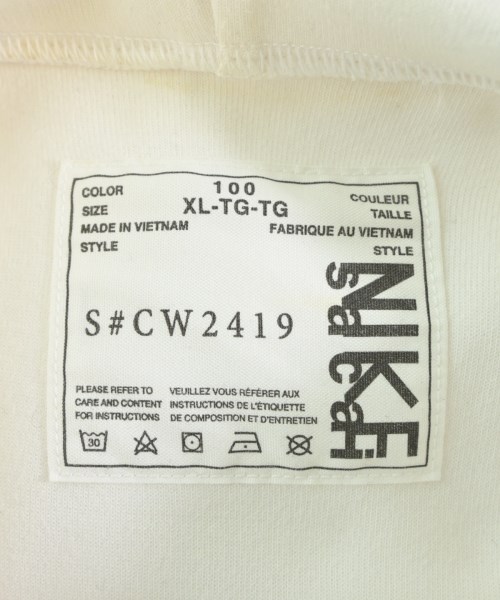 COLOR 100 COULEUR
SIZE XL-TG-TG TAILLE
MADE IN VIETNAM FABRIQUE AU VIETNAM
STYLE STYLE
S#CW2419
NIKE
sacai
PLEASE REFER TO
CARE AND CONTENT
FOR INSTRUCTIONS
VEUILLEZ VOUS RÉFÉRER AUX
INSTRUCTIONS DE L'ÉTIQUETTE
DE COMPOSITION ET D'ENTRETIEN
30